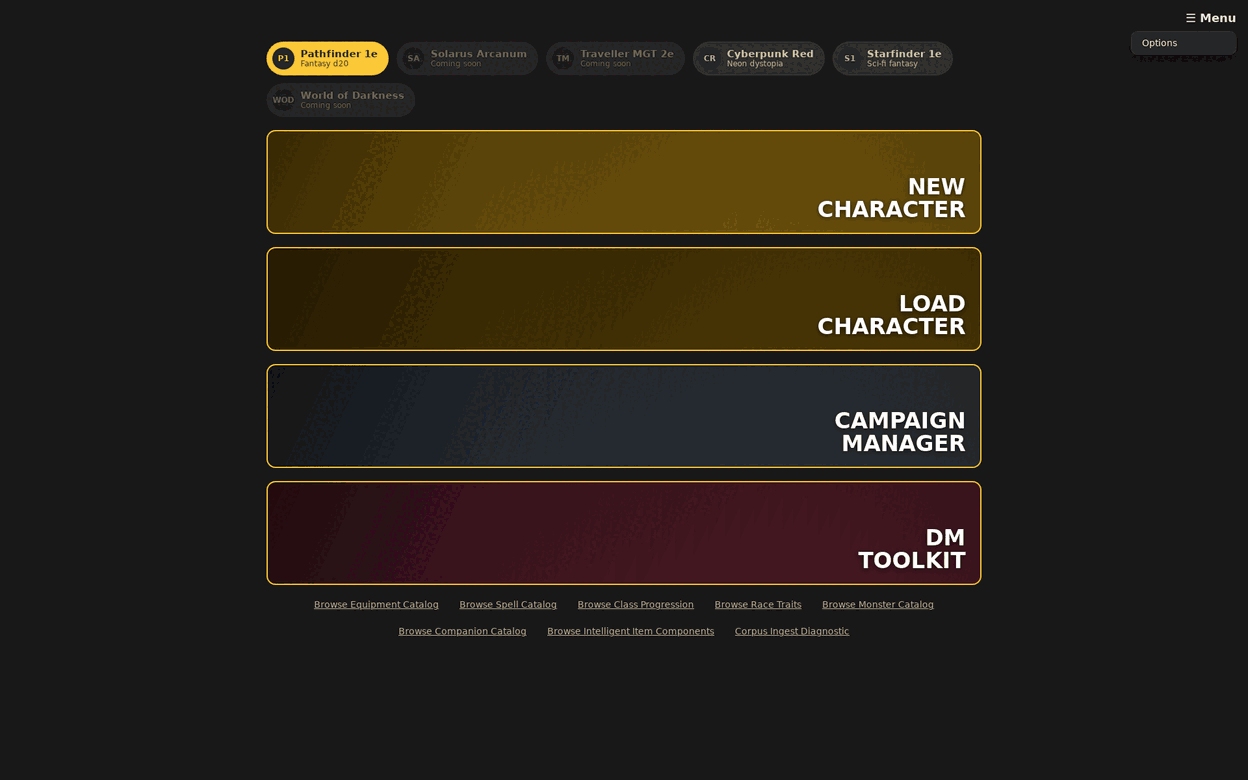 ☰ Menu
Options
P1 Pathfinder 1e
Fantasy d20
SA Solarus Arcanum
Coming soon
TM Traveller MGT 2e
Coming soon
CR Cyberpunk Red
Neon dystopia
S1 Starfinder 1e
Sci-fi fantasy
WOD World of Darkness
Coming soon
NEW
CHARACTER
LOAD
CHARACTER
CAMPAIGN
MANAGER
DM
TOOLKIT
Browse Equipment Catalog Browse Spell Catalog Browse Class Progression Browse Race Traits Browse Monster Catalog
Browse Companion Catalog Browse Intelligent Item Components Corpus Ingest Diagnostic